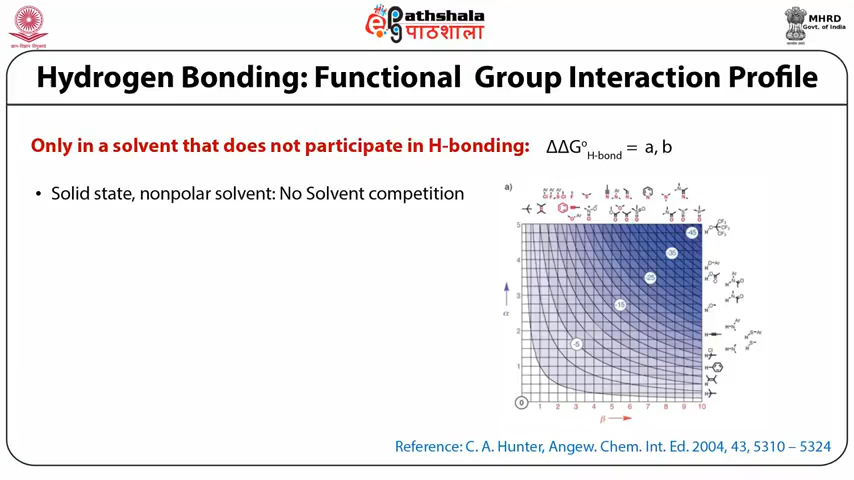 ePathshala
पाठशाला
MHRD
Govt. of India
Hydrogen Bonding: Functional Group Interaction Profile
Only in a solvent that does not participate in H-bonding: ΔΔG°H-bond = a, b
• Solid state, nonpolar solvent: No Solvent competition
a)
5
-45
4
-35
-25
3
α
-15
2
-5
1
0
1 2 3 4 5 6 7 8 9 10
β
Reference: C. A. Hunter, Angew. Chem. Int. Ed. 2004, 43, 5310 – 5324